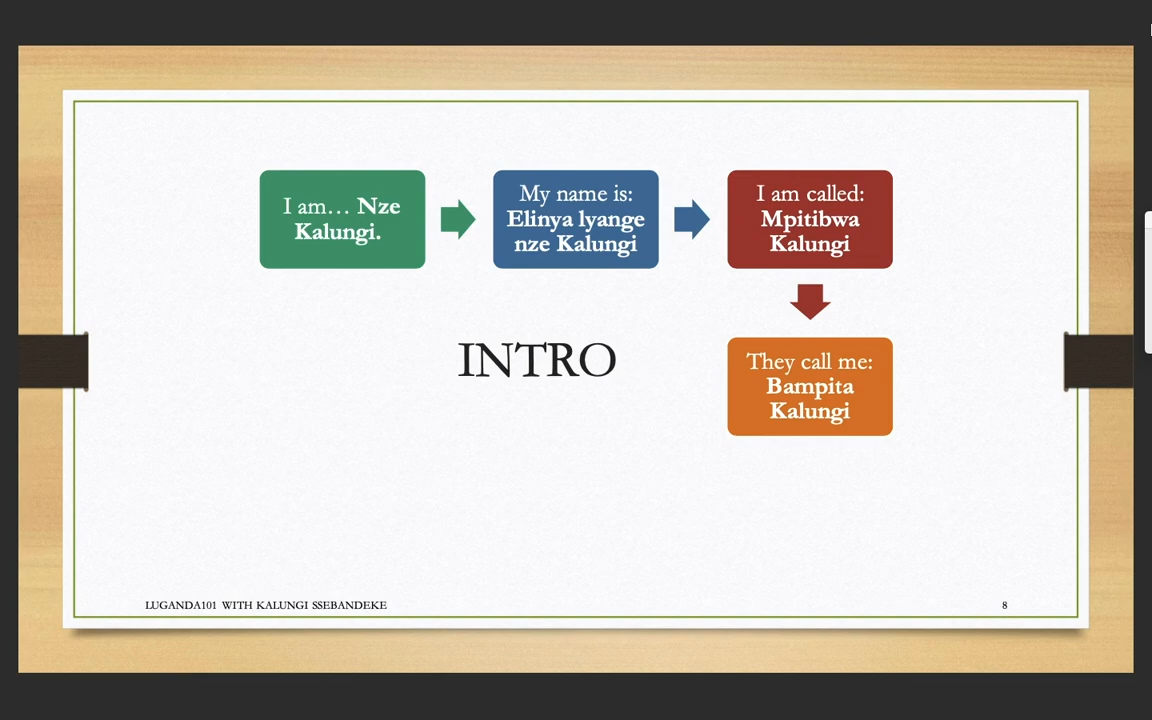 I am... Nze
Kalungi.
My name is:
Elinya lyange
nze Kalungi
I am called:
Mpitibwa
Kalungi
INTRO
They call me:
Bampita
Kalungi
LUGANDA101 WITH KALUNGI SSEBANDEKE
8